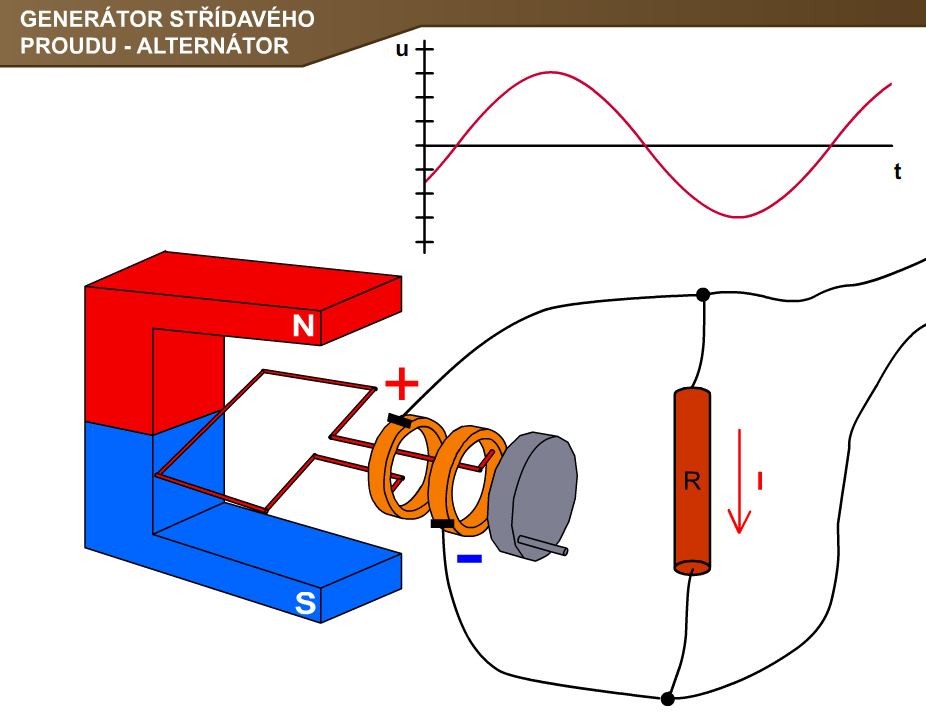 GENERÁTOR STŘÍDAVÉHO
PROUDU - ALTERNÁTOR
u
t
N
+
R
I
−
S